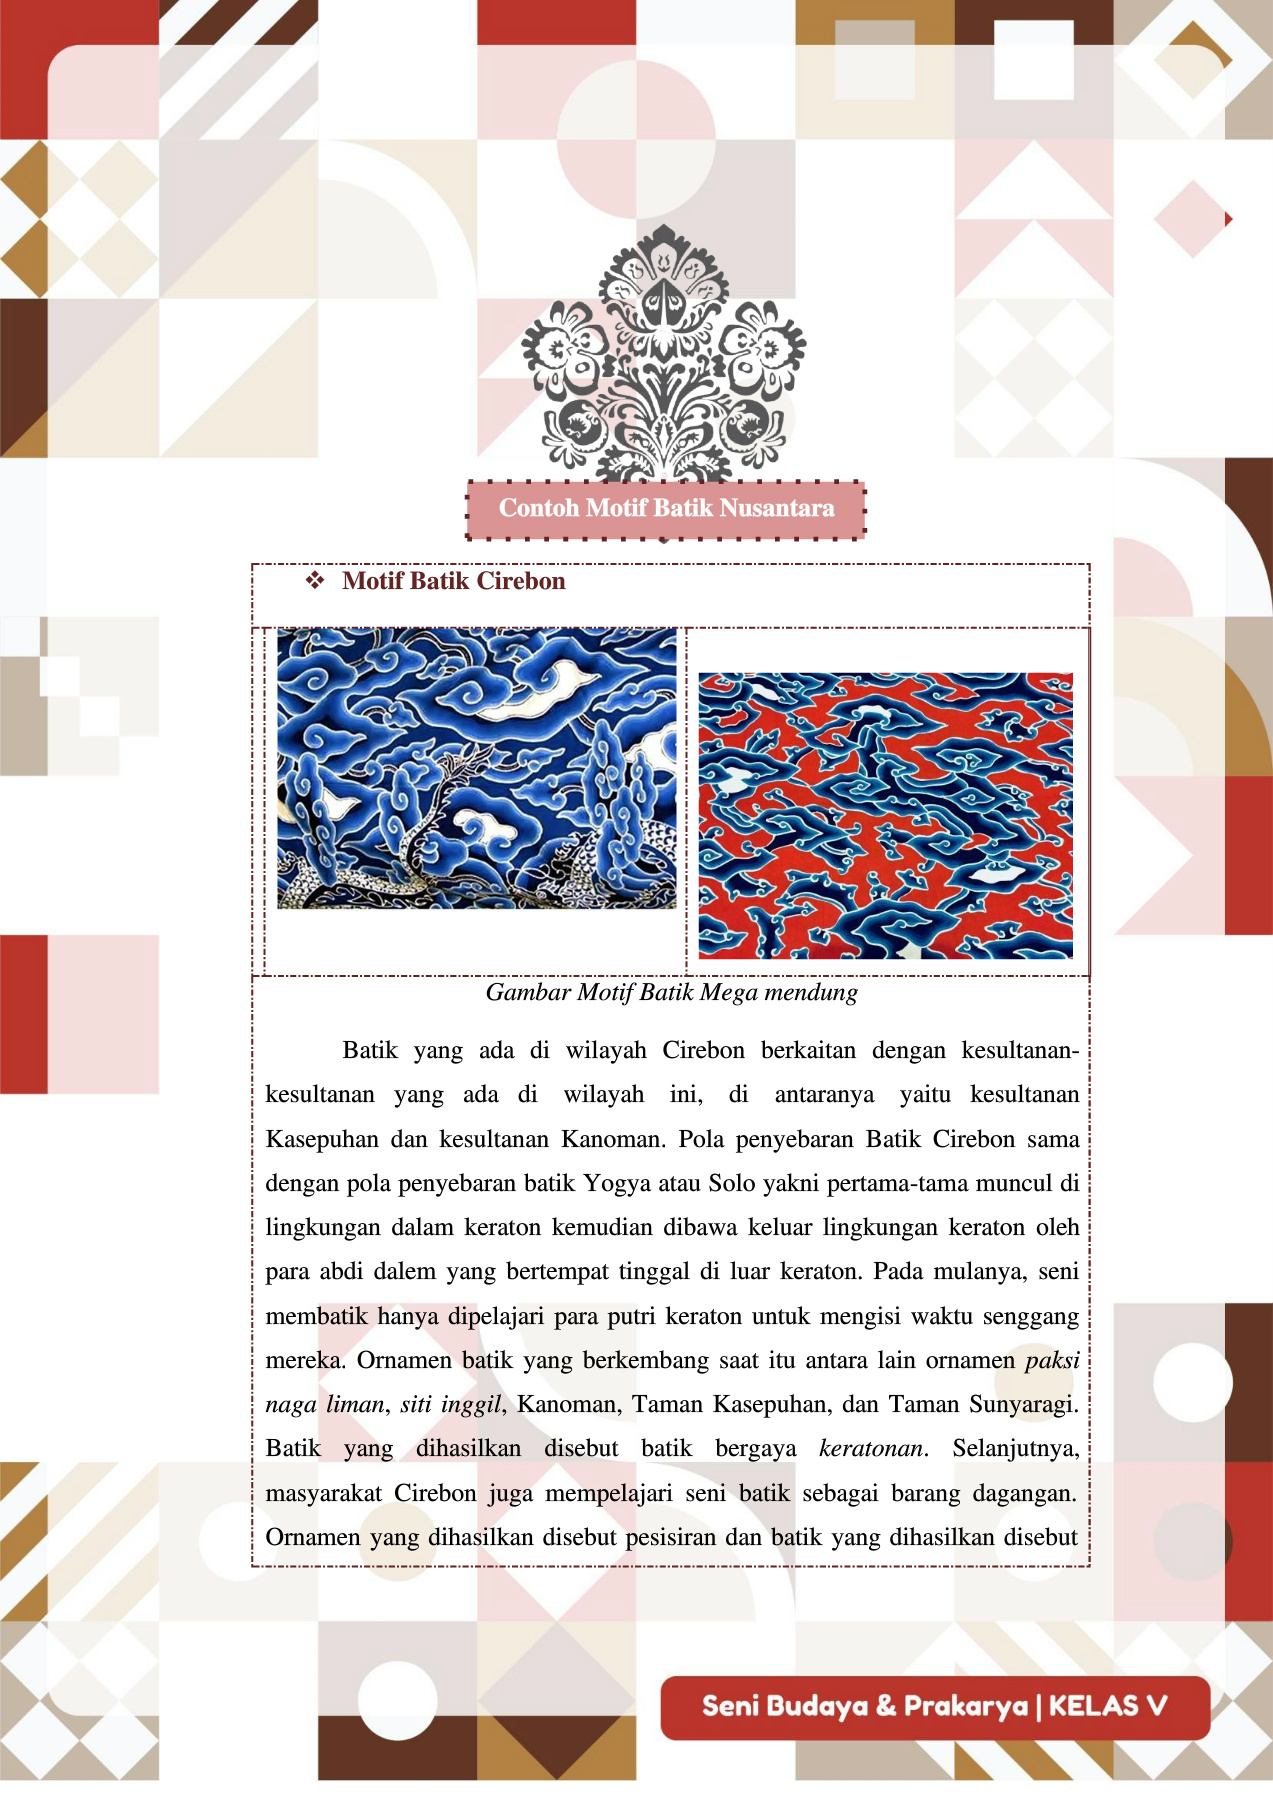 Contoh Motif Batik Nusantara
❖ Motif Batik Cirebon
Gambar Motif Batik Mega mendung
Batik yang ada di wilayah Cirebon berkaitan dengan kesultanan-
kesultanan yang ada di wilayah ini, di antaranya yaitu kesultanan
Kasepuhan dan kesultanan Kanoman. Pola penyebaran Batik Cirebon sama
dengan pola penyebaran batik Yogya atau Solo yakni pertama-tama muncul di
lingkungan dalam keraton kemudian dibawa keluar lingkungan keraton oleh
para abdi dalem yang bertempat tinggal di luar keraton. Pada mulanya, seni
membatik hanya dipelajari para putri keraton untuk mengisi waktu senggang
mereka. Ornamen batik yang berkembang saat itu antara lain ornamen paksi
naga liman, siti inggil, Kanoman, Taman Kasepuhan, dan Taman Sunyaragi.
Batik yang dihasilkan disebut batik bergaya keratonan. Selanjutnya,
masyarakat Cirebon juga mempelajari seni batik sebagai barang dagangan.
Ornamen yang dihasilkan disebut pesisiran dan batik yang dihasilkan disebut
Seni Budaya & Prakarya | KELAS V